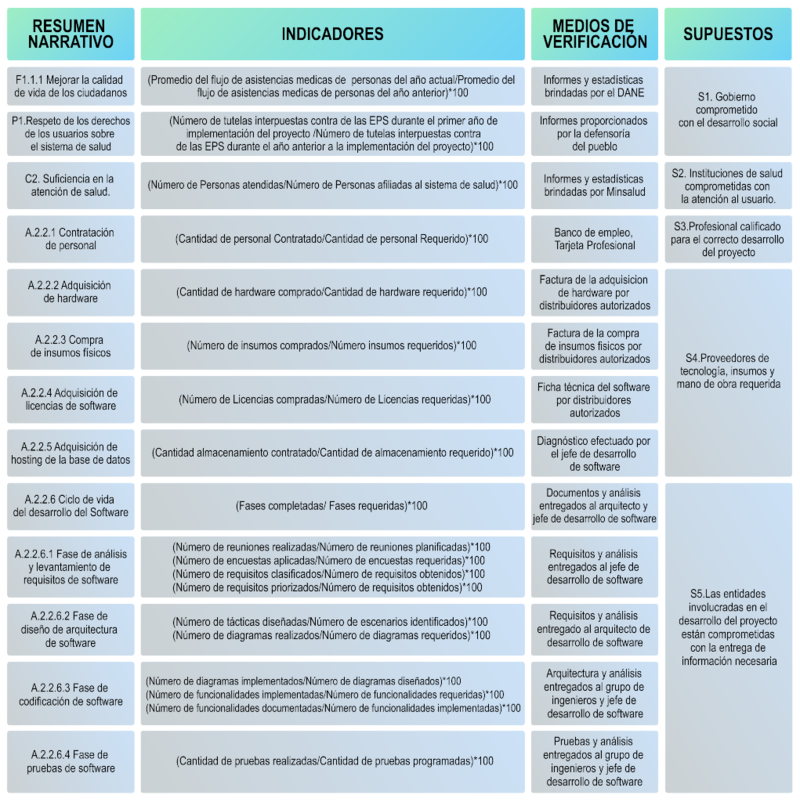 RESUMEN
NARRATIVO
INDICADORES
MEDIOS DE
VERIFICACIÓN
SUPUESTOS
F1.1.1 Mejorar la calidad
de vida de los ciudadanos
(Promedio del flujo de asistencias medicas de personas del año actual/Promedio del
flujo de asistencias medicas de personas del año anterior)*100
Informes y estadísticas
brindadas por el DANE
S1. Gobierno
comprometido
con el desarrollo social
P1.Respeto de los derechos
de los usuarios sobre
el sistema de salud
(Número de tutelas interpuestas contra de las EPS durante el primer año de
implementación del proyecto /Número de tutelas interpuestas contra
de las EPS durante el año anterior a la implementación del proyecto)*100
Informes proporcionados
por la defensoría
del pueblo
C2. Suficiencia en la
atención de salud.
(Número de Personas atendidas/Número de Personas afiliadas al sistema de salud)*100
Informes y estadísticas
brindadas por Minsalud
S2. Instituciones de salud
comprometidas con
la atención al usuario.
A.2.2.1 Contratación
de personal
(Cantidad de personal Contratado/Cantidad de personal Requerido)*100
Banco de empleo,
Tarjeta Profesional
S3.Profesional calificado
para el correcto desarrollo
del proyecto
A.2.2.2 Adquisición
de hardware
(Cantidad de hardware comprado/Cantidad de hardware requerido)*100
Factura de la adquisicion
de hardware por
distribuidores autorizados
S4.Proveedores de
tecnología, insumos y
mano de obra requerida
A.2.2.3 Compra
de insumos físicos
(Número de insumos comprados/Número insumos requeridos)*100
Factura de la compra
de insumos físicos por
distribuidores autorizados
A.2.2.4 Adquisición de
licencias de software
(Número de Licencias compradas/Número de Licencias requeridas)*100
Ficha técnica del software
por distribuidores
autorizados
A.2.2.5 Adquisición de
hosting de la base de datos
(Cantidad almacenamiento contratado/Cantidad de almacenamiento requerido)*100
Diagnóstico efectuado por
el jefe de desarrollo
de software
A.2.2.6 Ciclo de vida
del desarrollo del Software
(Fases completadas/ Fases requeridas)*100
Documentos y análisis
entregados al arquitecto y
jefe de desarrollo de software
S5.Las entidades
involucradas en el
desarrollo del proyecto
están comprometidas
con la entrega de
información necesaria
A.2.2.6.1 Fase de análisis
y levantamiento de
requisitos de software
(Número de reuniones realizadas/Número de reuniones planificadas)*100
(Número de encuestas aplicadas/Número de encuestas requeridas)*100
(Número de requisitos clasificados/Número de requisitos obtenidos)*100
(Número de requisitos priorizados/Número de requisitos obtenidos)*100
Requisitos y análisis
entregados al jefe de
desarrollo de software
A.2.2.6.2 Fase de
diseño de arquitectura
de software
(Número de tácticas diseñadas/Número de escenarios identificados)*100
(Número de diagramas realizados/Número de diagramas requeridos)*100
Requisitos y análisis
entregado al arquitecto de
desarrollo de software
A.2.2.6.3 Fase de
codificación de software
(Número de diagramas implementados/Número de diagramas diseñados)*100
(Número de funcionalidades implementadas/Número de funcionalidades requeridas)*100
(Número de funcionalidades documentadas/Número de funcionalidades implementadas)*100
Arquitectura y análisis
entregados al grupo de
ingenieros y jefe de
desarrollo de software
A.2.2.6.4 Fase de
pruebas de software
(Cantidad de pruebas realizadas/Cantidad de pruebas programadas)*100
Pruebas y análisis
entregados al grupo de
ingenieros y jefe de
desarrollo de software